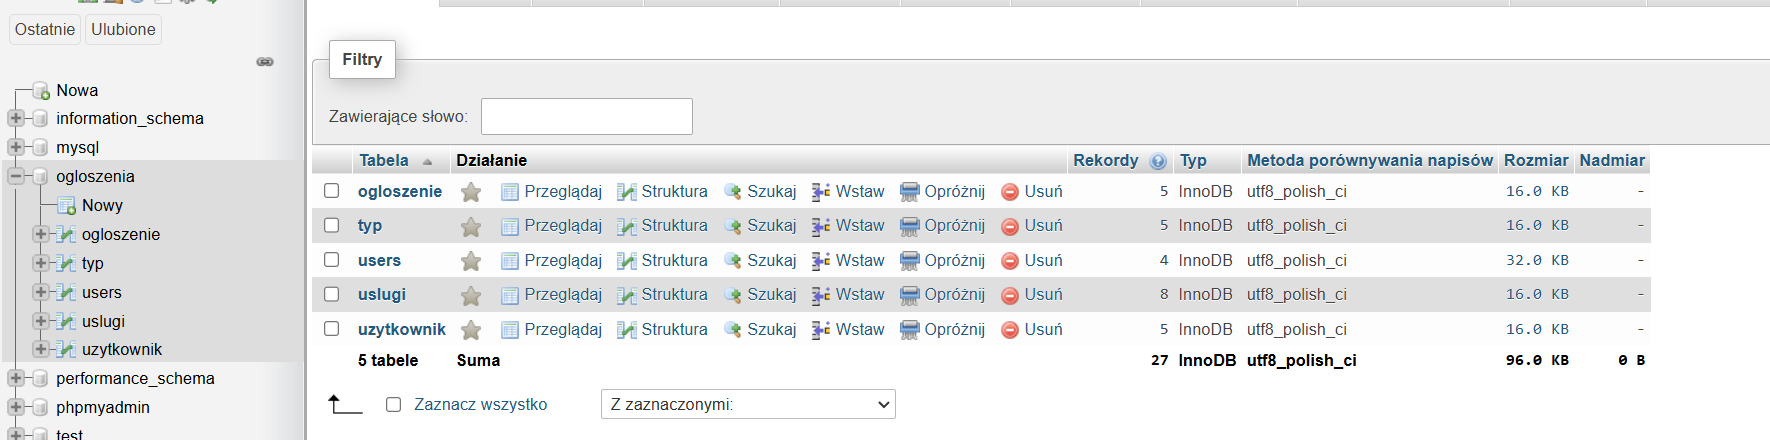 Ostatnie Ulubione
Nowa
information_schema
mysql
ogloszenia
Nowy
ogloszenie
typ
users
uslugi
uzytkownik
performance_schema
phpmyadmin
test
Filtry
Zawierające słowo:
Tabela Działanie Rekordy Typ Metoda porównywania napisów Rozmiar Nadmiar
ogloszenie Przeglądaj Struktura Szukaj Wstaw Opróżnij Usuń 5 InnoDB utf8_polish_ci 16.0 KB -
typ Przeglądaj Struktura Szukaj Wstaw Opróżnij Usuń 5 InnoDB utf8_polish_ci 16.0 KB -
users Przeglądaj Struktura Szukaj Wstaw Opróżnij Usuń 4 InnoDB utf8_polish_ci 32.0 KB -
uslugi Przeglądaj Struktura Szukaj Wstaw Opróżnij Usuń 8 InnoDB utf8_polish_ci 16.0 KB -
uzytkownik Przeglądaj Struktura Szukaj Wstaw Opróżnij Usuń 5 InnoDB utf8_polish_ci 16.0 KB -
5 tabele Suma 27 InnoDB utf8_polish_ci 96.0 KB 0 B
Zaznacz wszystko Z zaznaczonymi: